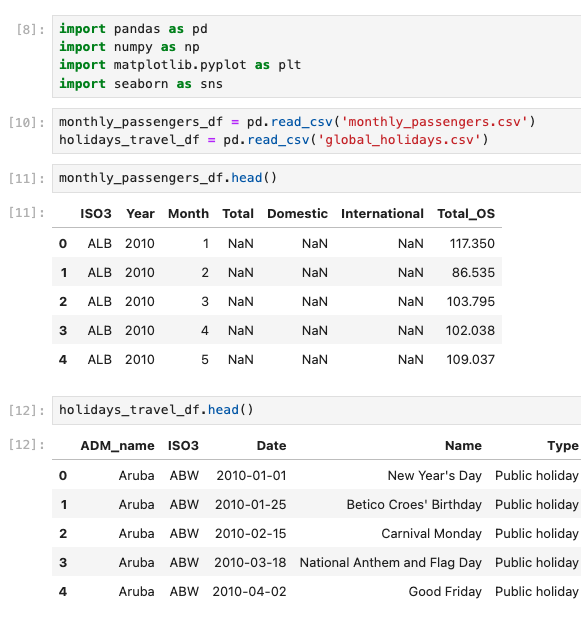 [8]: import pandas as pd
import numpy as np
import matplotlib.pyplot as plt
import seaborn as sns
[10]: monthly_passengers_df = pd.read_csv('monthly_passengers.csv')
holidays_travel_df = pd.read_csv('global_holidays.csv')
[11]: monthly_passengers_df.head()
[11]: ISO3 Year Month Total Domestic International Total_OS
0 ALB 2010 1 NaN NaN NaN 117.350
1 ALB 2010 2 NaN NaN NaN 86.535
2 ALB 2010 3 NaN NaN NaN 103.795
3 ALB 2010 4 NaN NaN NaN 102.038
4 ALB 2010 5 NaN NaN NaN 109.037
[12]: holidays_travel_df.head()
[12]: ADM_name ISO3 Date Name Type
0 Aruba ABW 2010-01-01 New Year's Day Public holiday
1 Aruba ABW 2010-01-25 Betico Croes' Birthday Public holiday
2 Aruba ABW 2010-02-15 Carnival Monday Public holiday
3 Aruba ABW 2010-03-18 National Anthem and Flag Day Public holiday
4 Aruba ABW 2010-04-02 Good Friday Public holiday